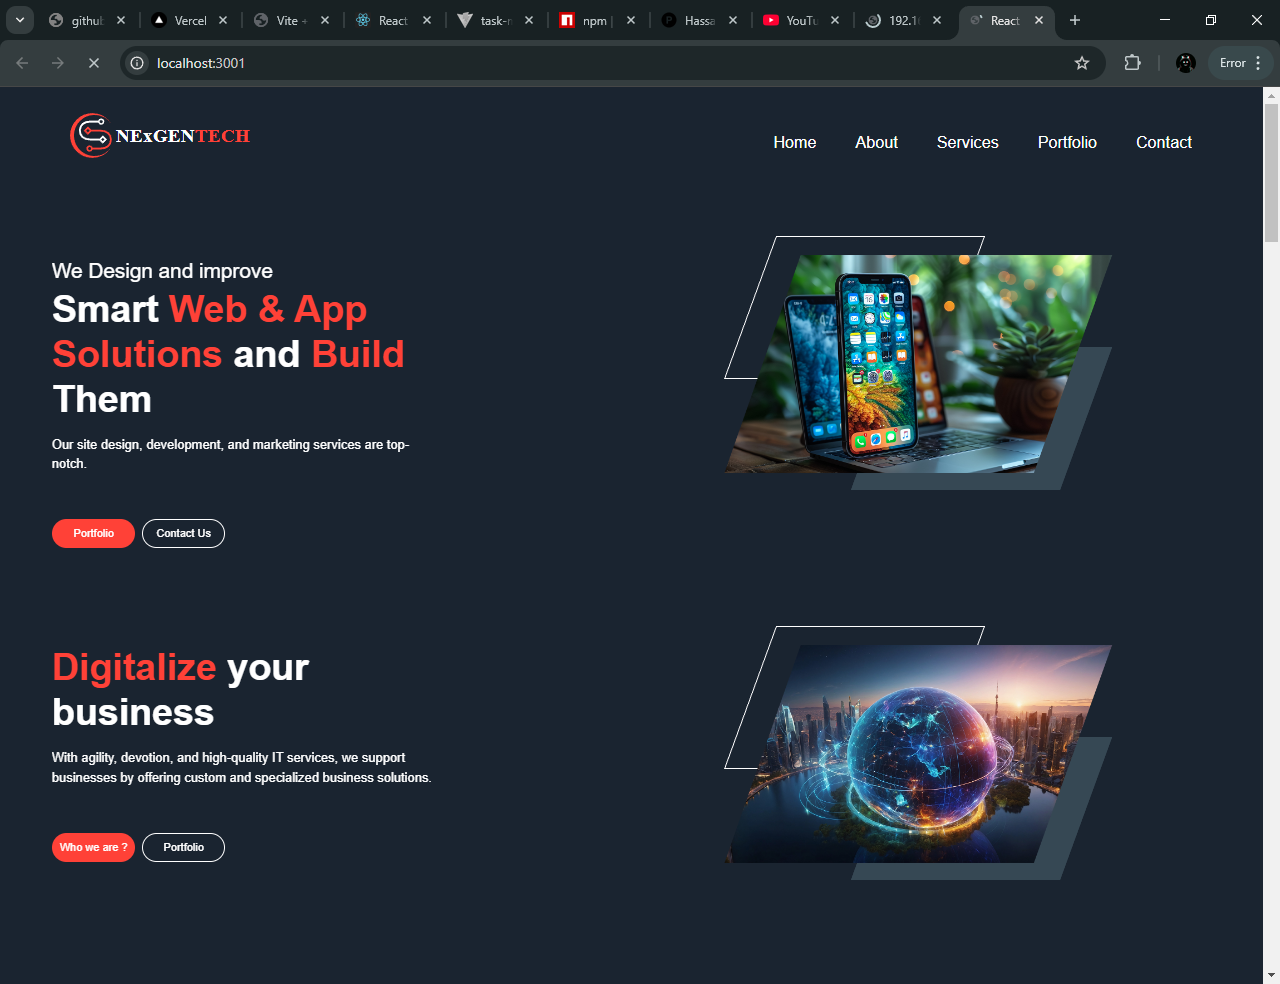 github
Vercel
Vite +
React
task-m
npm |
Hassa
YouTu
192.16
React
localhost:3001
Error
NExGENTECH
Home
About
Services
Portfolio
Contact
We Design and improve
Smart Web & App
Solutions and Build
Them
Our site design, development, and marketing services are top-
notch.
Portfolio
Contact Us
Digitalize your
business
With agility, devotion, and high-quality IT services, we support
businesses by offering custom and specialized business solutions.
Who we are ?
Portfolio